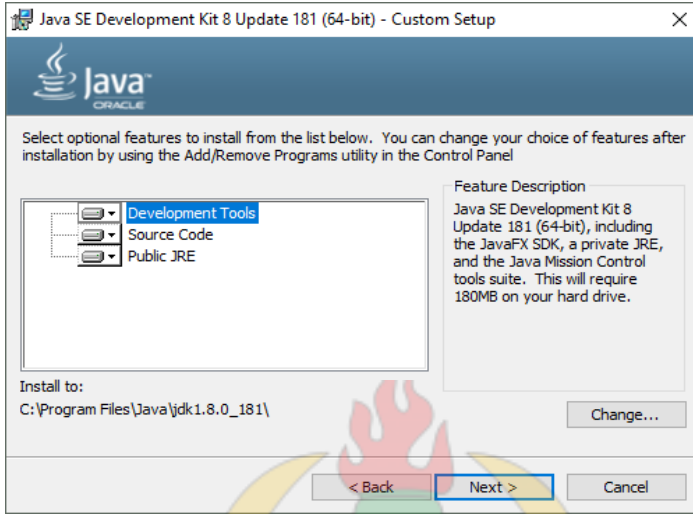 Java SE Development Kit 8 Update 181 (64-bit) - Custom Setup
Java™
ORACLE
Select optional features to install from the list below. You can change your choice of features after
installation by using the Add/Remove Programs utility in the Control Panel
Development Tools
Source Code
Public JRE
Feature Description
Java SE Development Kit 8
Update 181 (64-bit), including
the JavaFX SDK, a private JRE,
and the Java Mission Control
tools suite. This will require
180MB on your hard drive.
Install to:
C:\Program Files\Java\jdk1.8.0_181\
Change...
< Back
Next >
Cancel